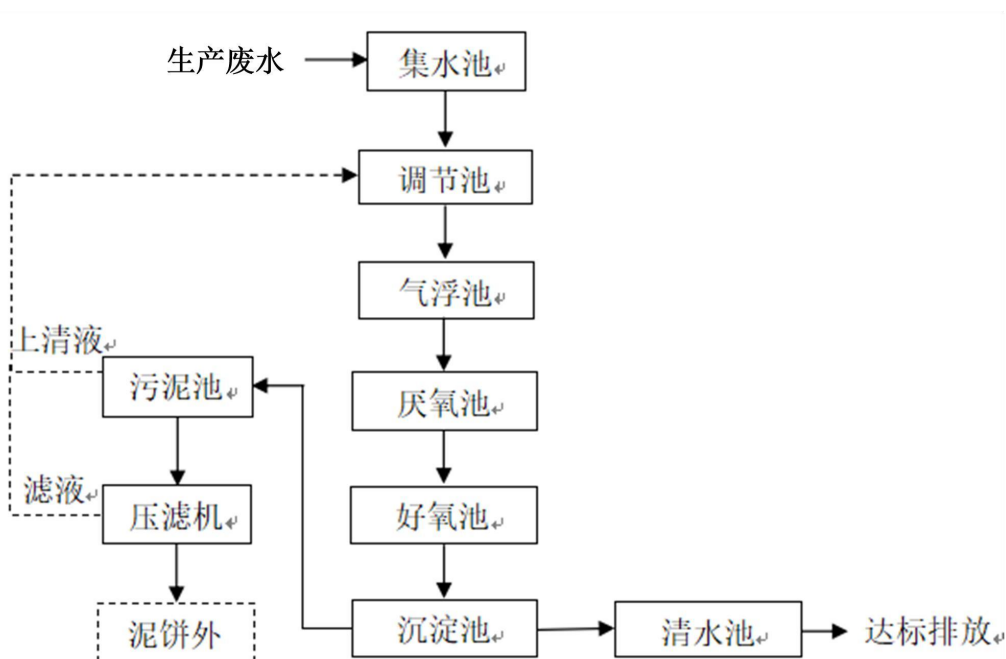 生产废水
集水池
调节池
气浮池
上清液
污泥池
厌氧池
滤液
压滤机
好氧池
泥饼外
沉淀池
清水池
达标排放